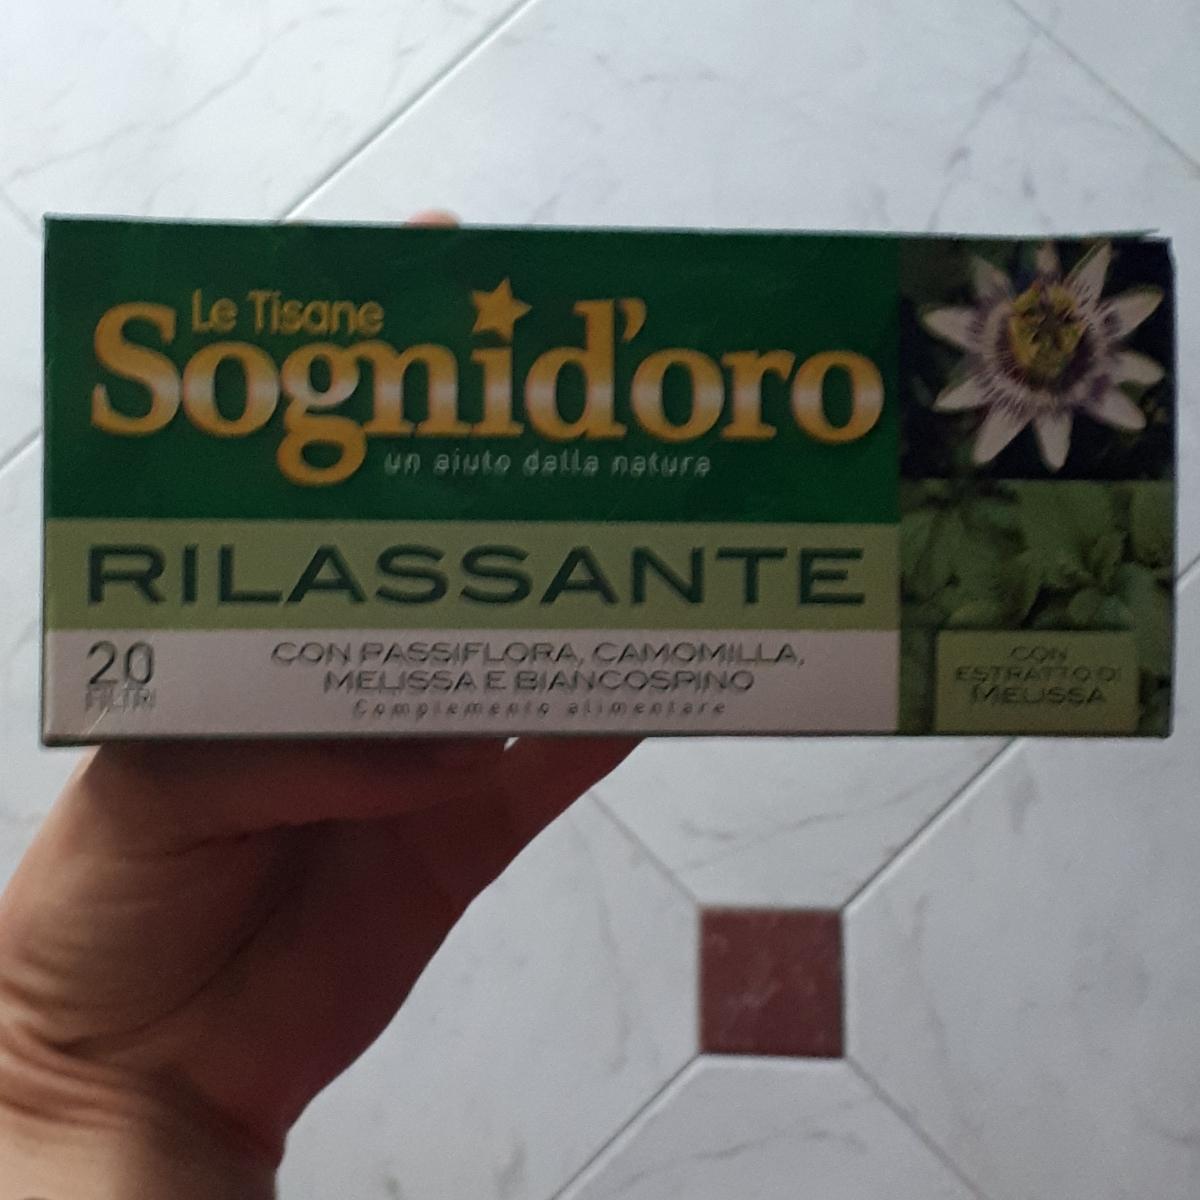 Le Tisane
Sognid'oro
un aiuto dalla natura
RILASSANTE
20
FILTRI
CON PASSIFLORA, CAMOMILLA,
MELISSA E BIANCOSPINO
Complemento alimentare
CON
ESTRATTO DI
MELISSA